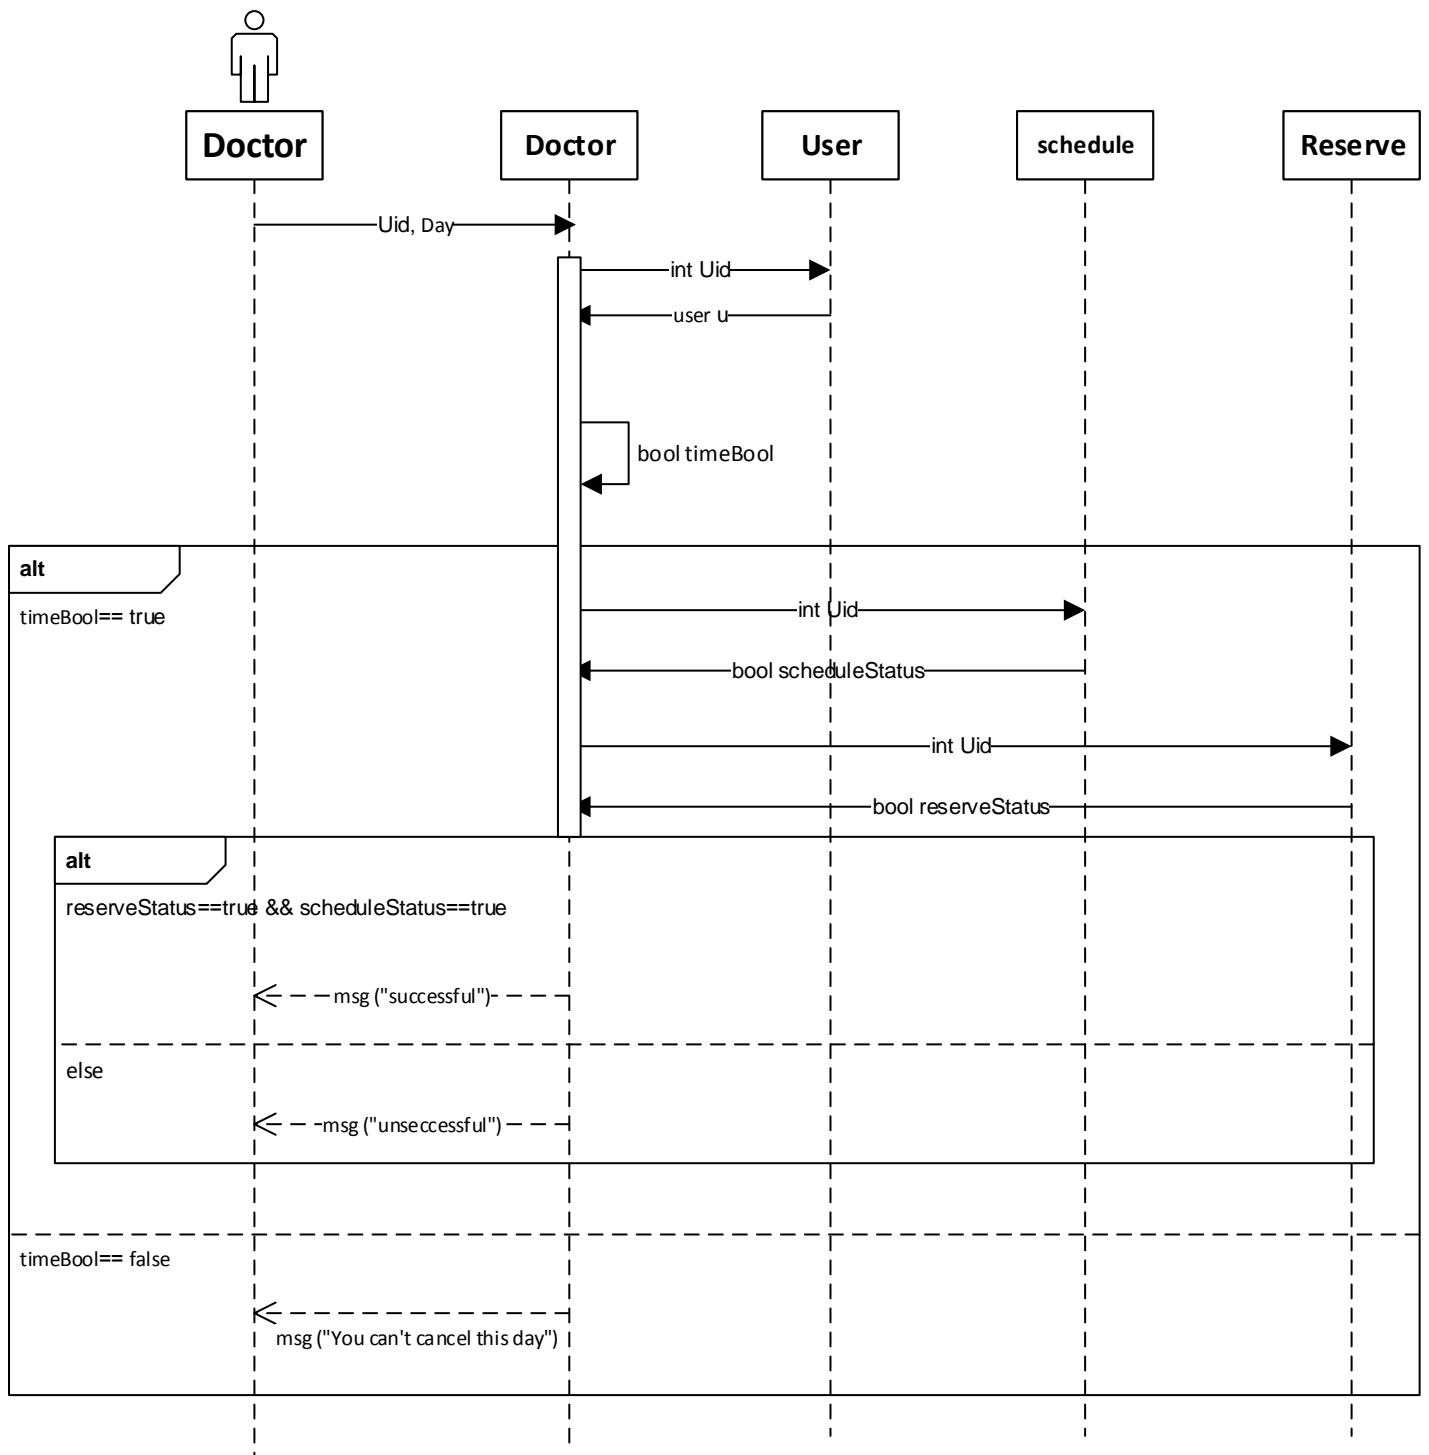 Doctor
Doctor
User
schedule
Reserve
Uid, Day
int Uid
user u
bool timeBool
alt
timeBool== true
int Uid
bool scheduleStatus
int Uid
bool reserveStatus
alt
reserveStatus==true && scheduleStatus==true
msg ("successful")
else
msg ("unseccessful")
timeBool== false
msg ("You can't cancel this day")